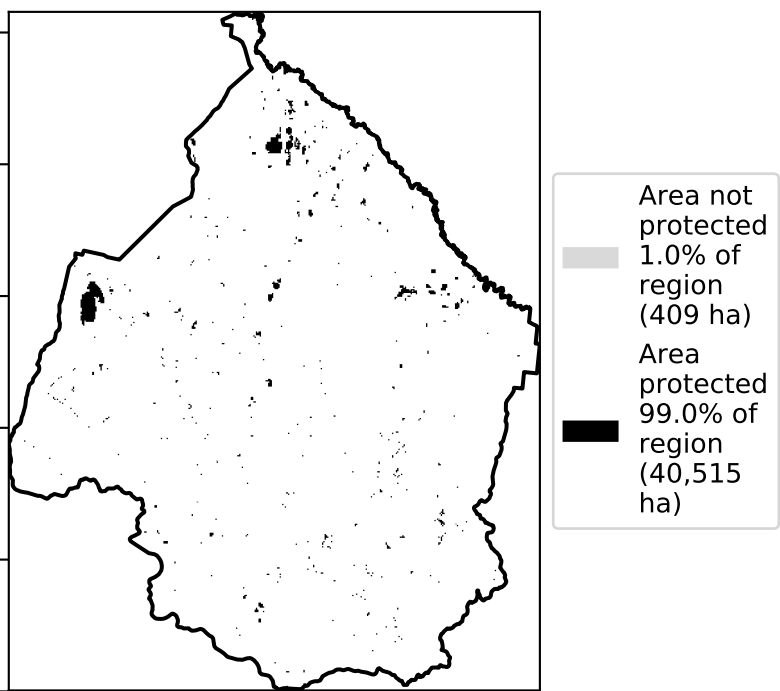 Area not
protected
1.0% of
region
(409 ha)
Area
protected
99.0% of
region
(40,515
ha)